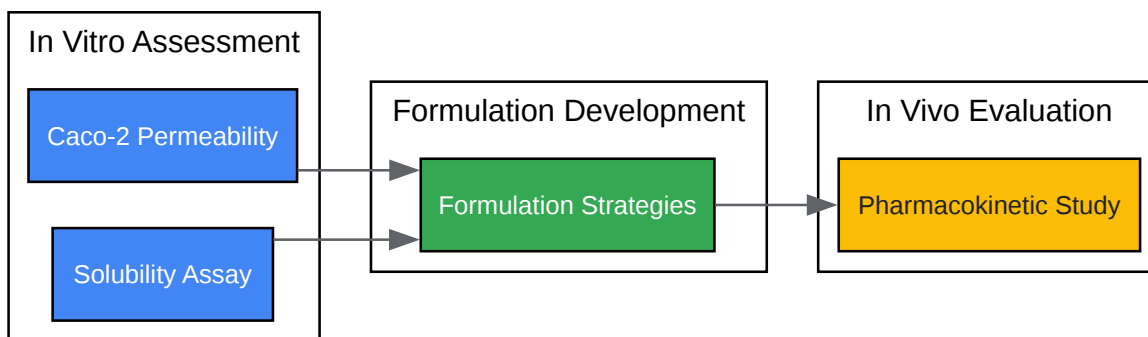 In Vitro Assessment
Caco-2 Permeability
Solubility Assay
Formulation Development
Formulation Strategies
In Vivo Evaluation
Pharmacokinetic Study